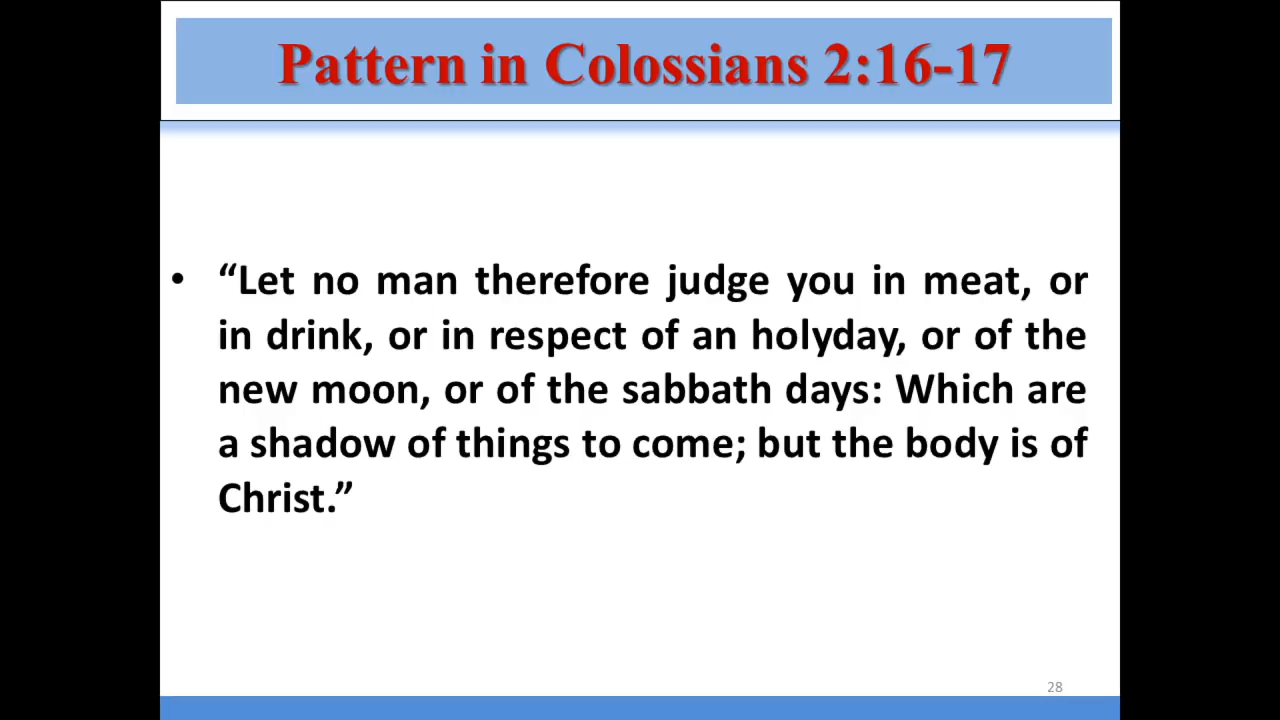 Pattern in Colossians 2:16-17
• “Let no man therefore judge you in meat, or
in drink, or in respect of an holyday, or of the
new moon, or of the sabbath days: Which are
a shadow of things to come; but the body is of
Christ.”
28